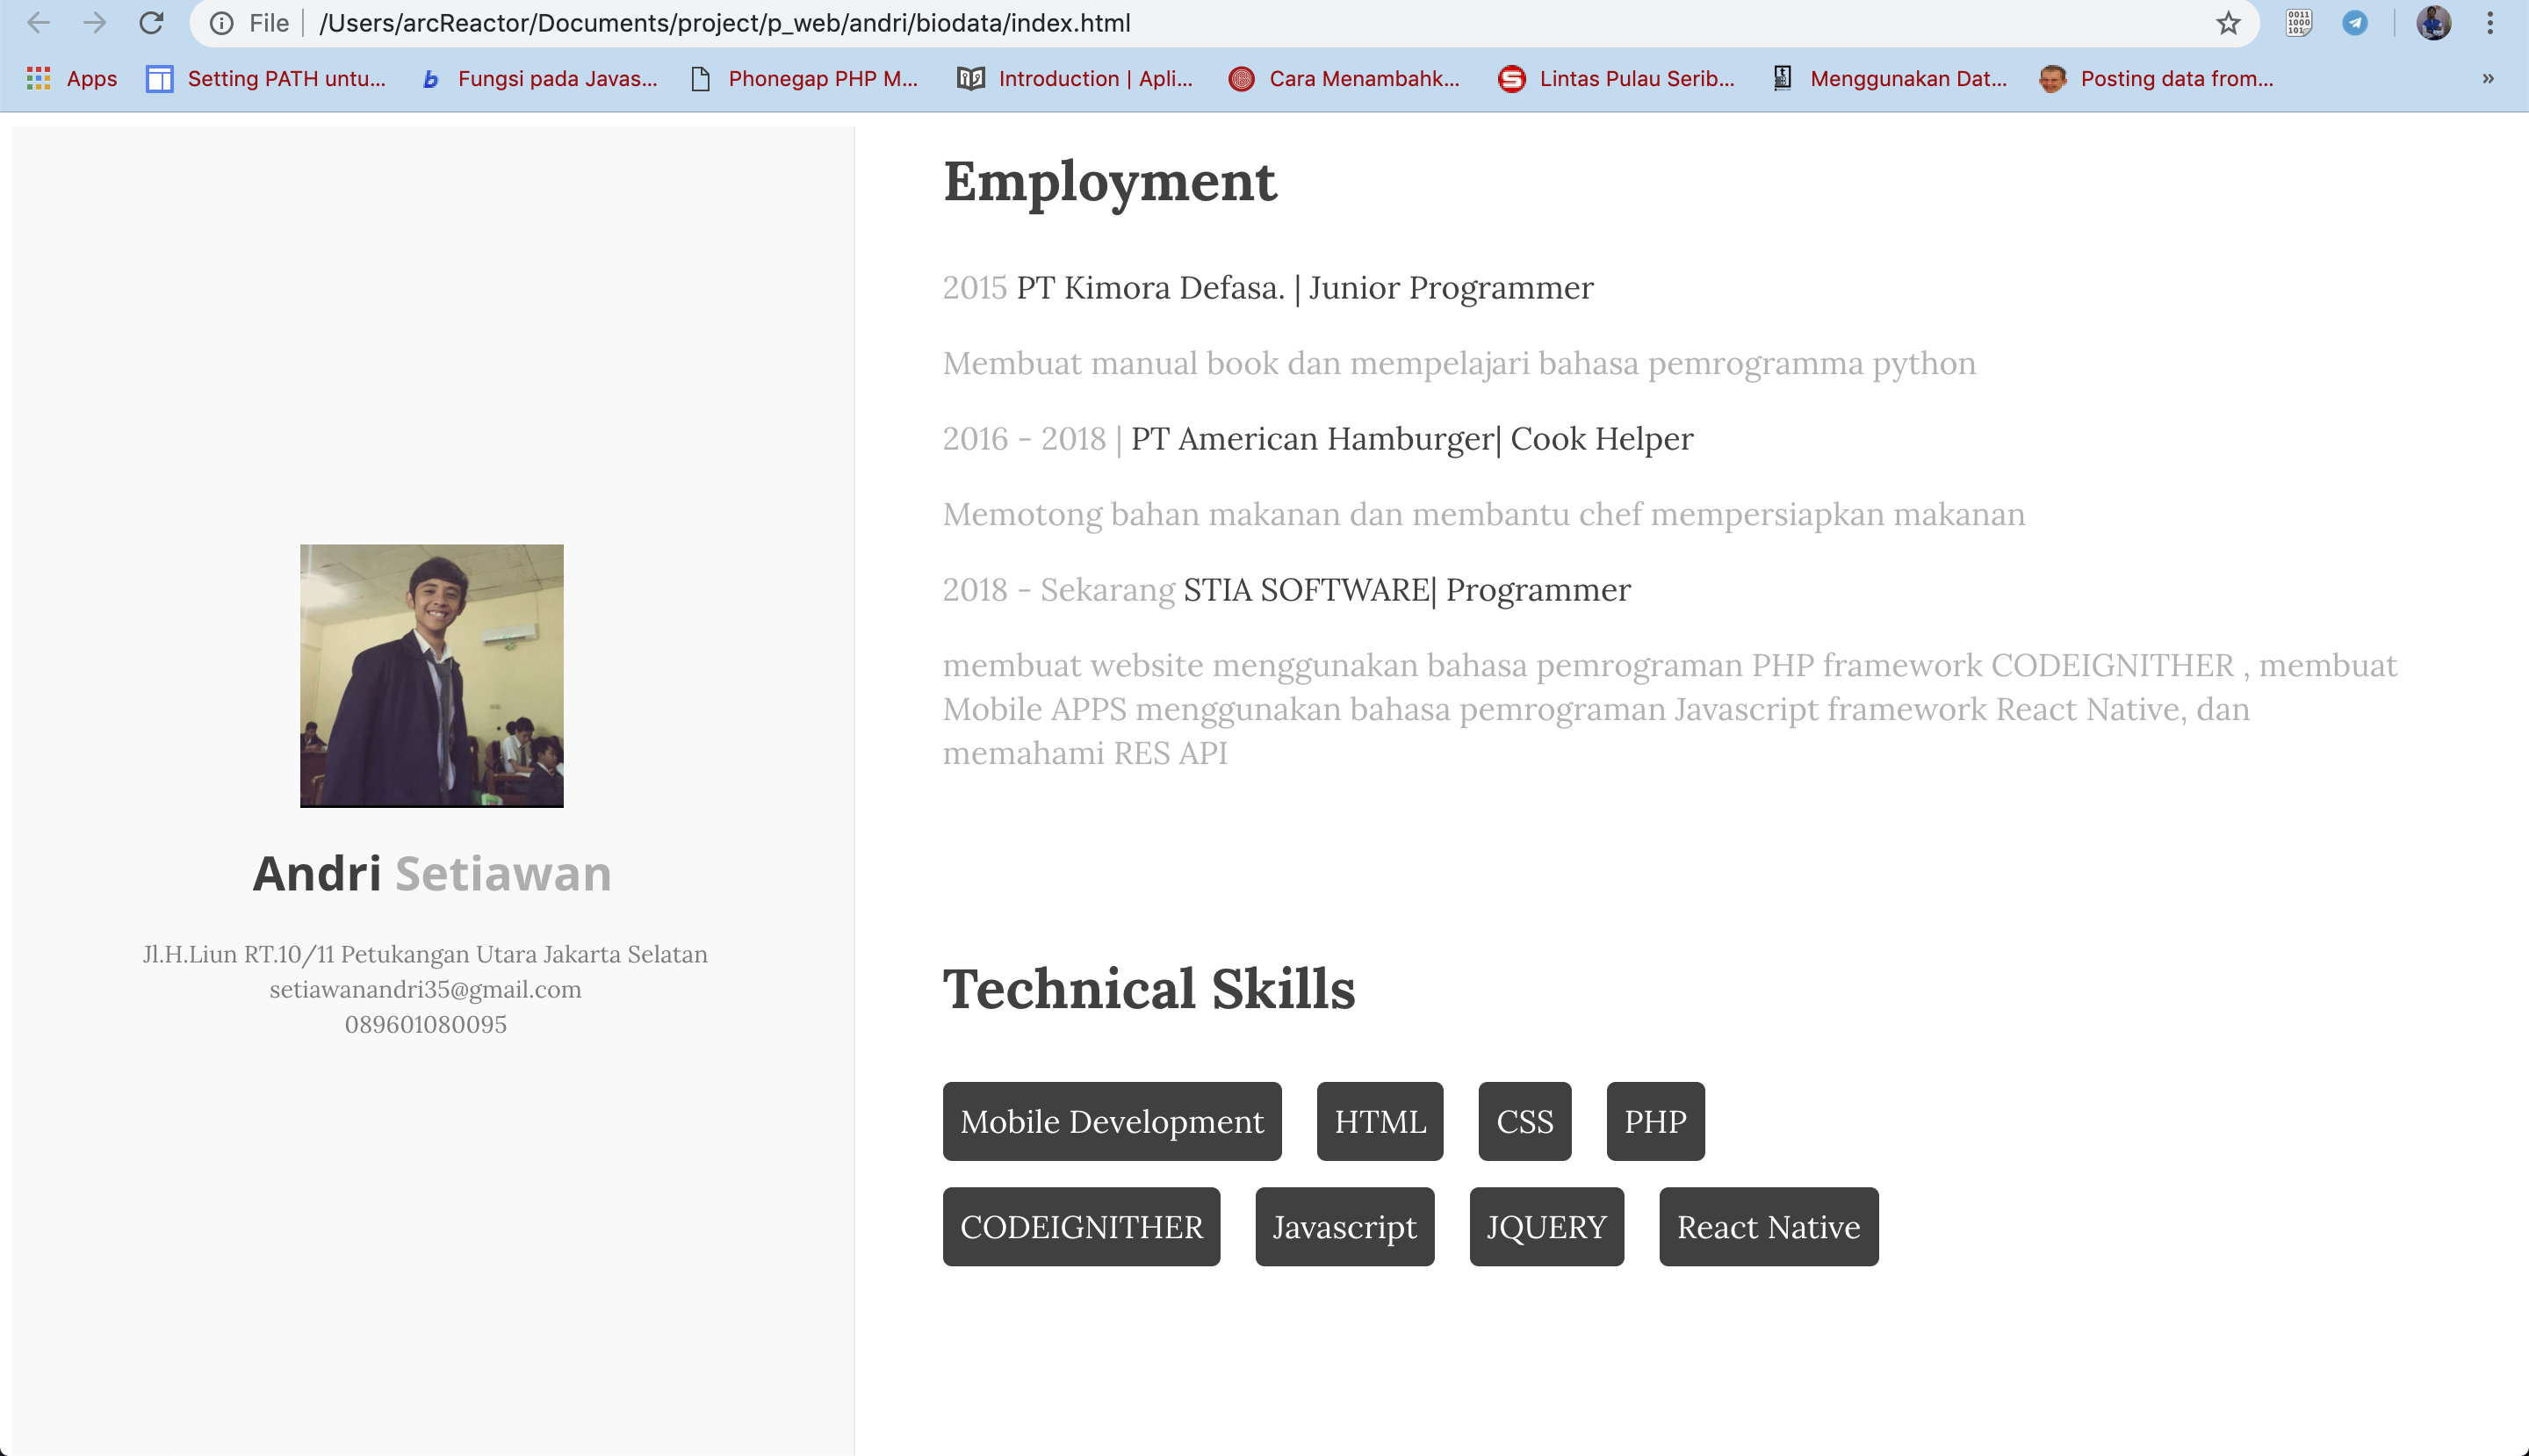 File
/Users/arcReactor/Documents/project/p_web/andri/biodata/index.html
0011
1000
101
Apps
Setting PATH untu...
Fungsi pada Javas...
Phonegap PHP M...
Introduction | Apli...
Cara Menambahk...
Lintas Pulau Serib...
Menggunakan Dat...
Posting data from...
»
Andri Setiawan
Jl.H.Liun RT.10/11 Petukangan Utara Jakarta Selatan
setiawanandri35@gmail.com
089601080095
Employment
2015 PT Kimora Defasa. | Junior Programmer
Membuat manual book dan mempelajari bahasa pemrogramma python
2016 - 2018 | PT American Hamburger| Cook Helper
Memotong bahan makanan dan membantu chef mempersiapkan makanan
2018 - Sekarang STIA SOFTWARE| Programmer
membuat website menggunakan bahasa pemrograman PHP framework CODEIGNITHER , membuat
Mobile APPS menggunakan bahasa pemrograman Javascript framework React Native, dan
memahami RES API
Technical Skills
Mobile Development HTML CSS PHP
CODEIGNITHER Javascript JQUERY React Native